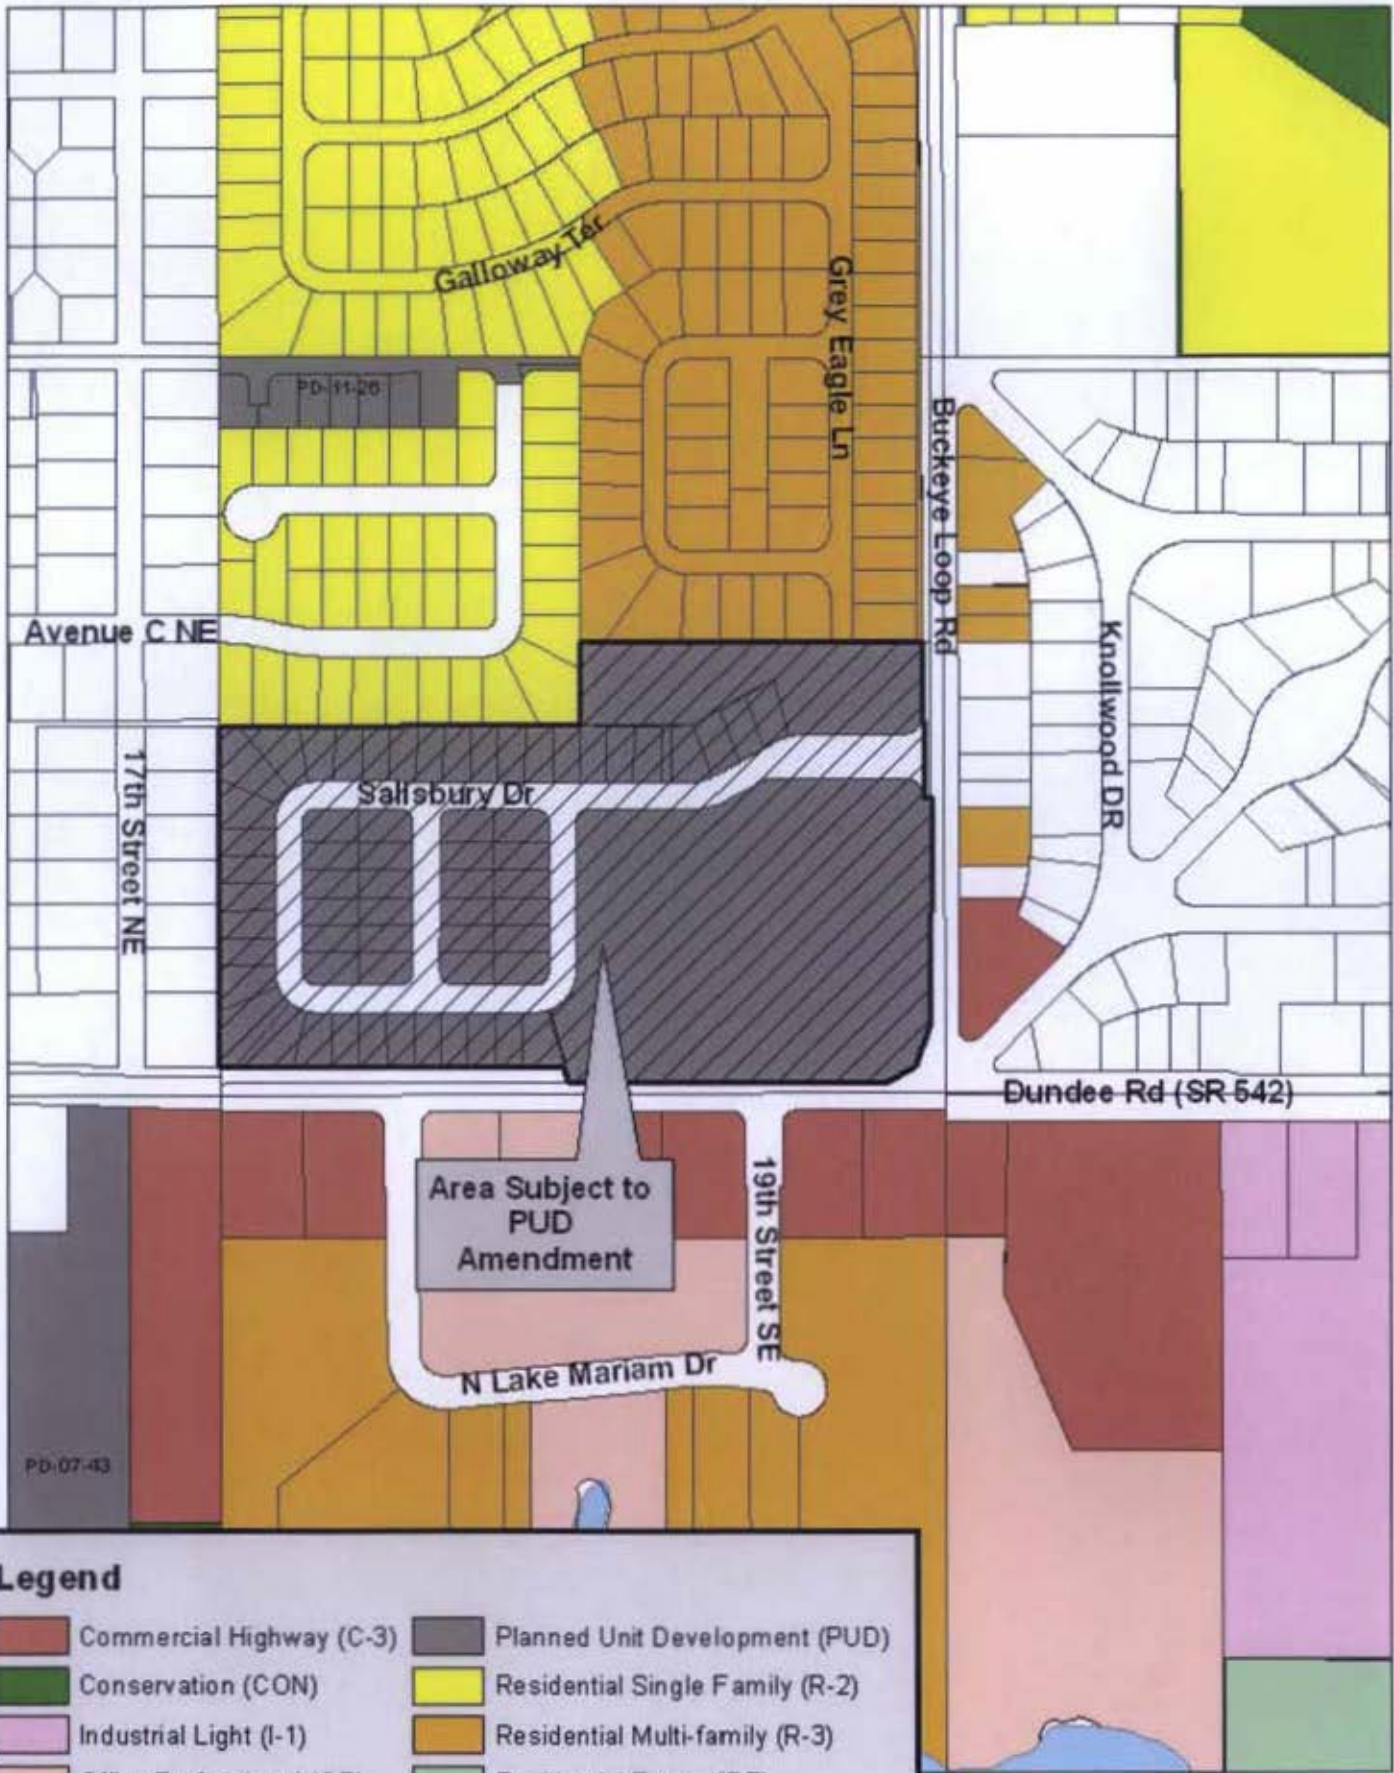 Galloway Ter
Grey Eagle Ln
PD-11-26
Buckeye Loop Rd
Avenue C NE
Knollwood DR
17th Street NE
Salisbury Dr
Dundee Rd (SR 542)
Area Subject to
PUD
Amendment
19th Street SE
N Lake Mariam Dr
PD-07-43
Legend
Commercial Highway (C-3)
Planned Unit Development (PUD)
Conservation (CON)
Residential Single Family (R-2)
Industrial Light (I-1)
Residential Multi-family (R-3)